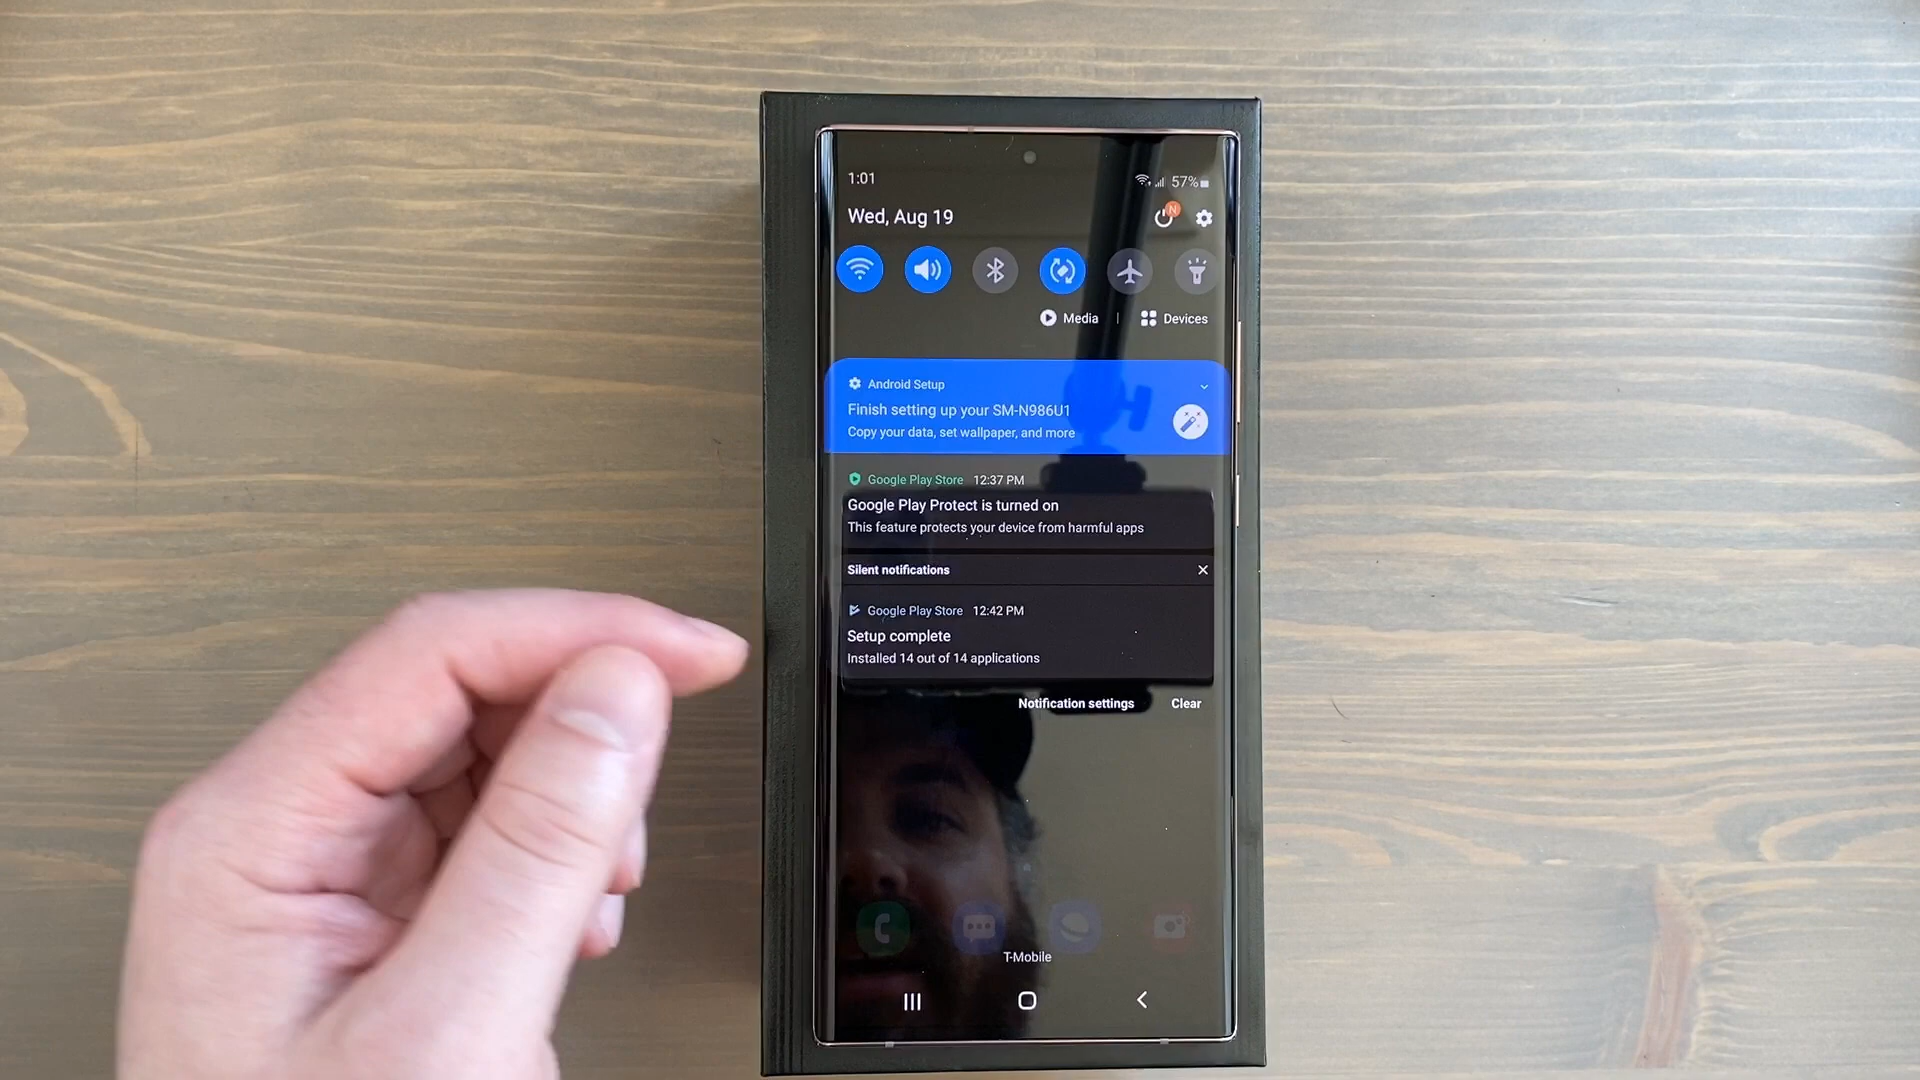 1:01
57%
Wed, Aug 19
N
Media | Devices
Android Setup
Finish setting up your SM-N986U1
Copy your data, set wallpaper, and more
Google Play Store 12:37 PM
Google Play Protect is turned on
This feature protects your device from harmful apps
Silent notifications
Google Play Store 12:42 PM
Setup complete
Installed 14 out of 14 applications
Notification settings Clear
T-Mobile